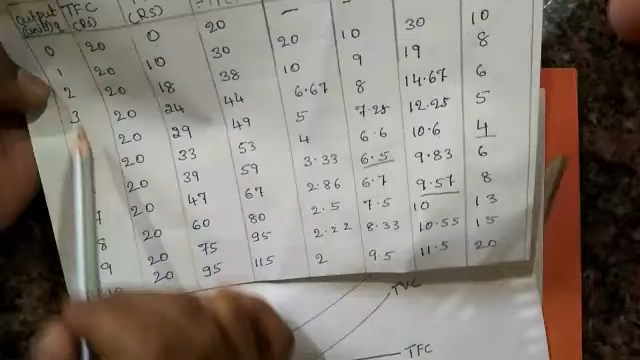 output TFC
(units) q (RS) (RS)
0 20 0 20 —
1 20 10 30 20 10 30 10
2 20 18 38 10 9 19 8
3 20 24 44 6.67 8 14.67 6
20 29 49 5 7.25 12.25 5
20 33 53 4 6.6 10.6 4
20 39 59 3.33 6.5 9.83 6
7 20 47 67 2.86 6.7 9.57 8
8 20 60 80 2.5 7.5 10 13
9 20 75 95 2.22 8.33 10.55 15
10 20 95 115 2 9.5 11.5 20
TVC
TFC